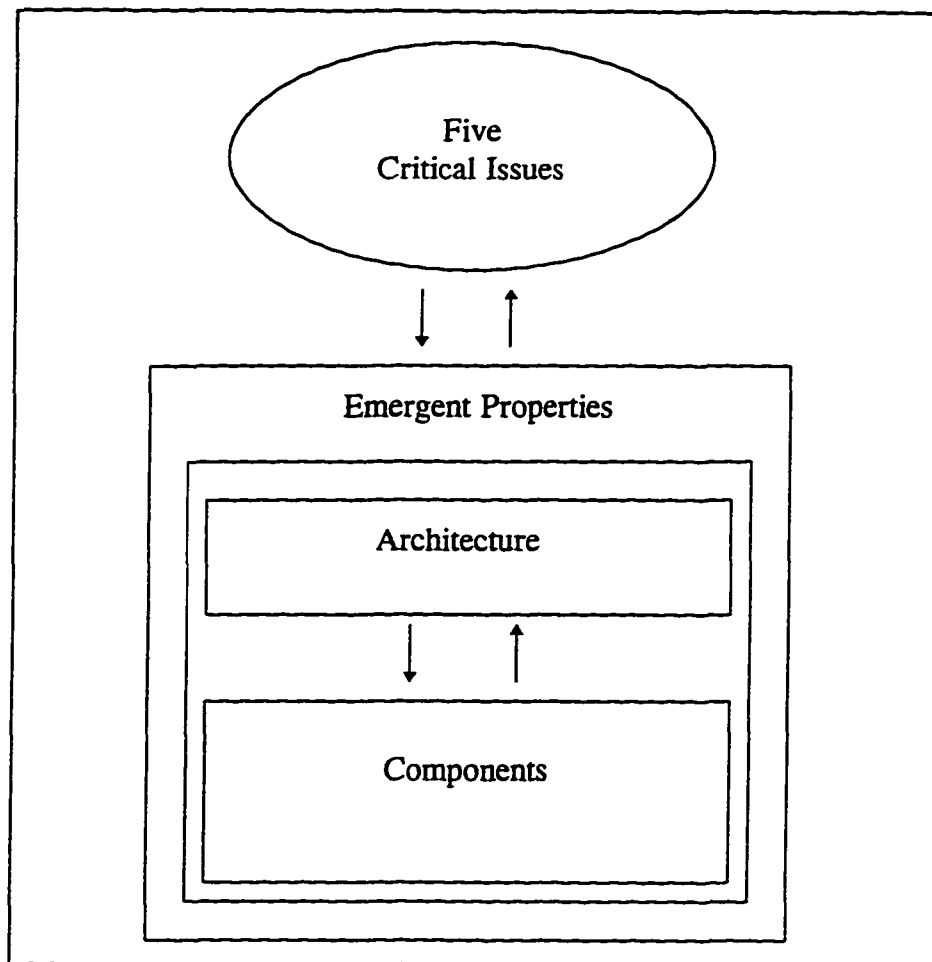 Five
Critical Issues
Emergent Properties
Architecture
Components